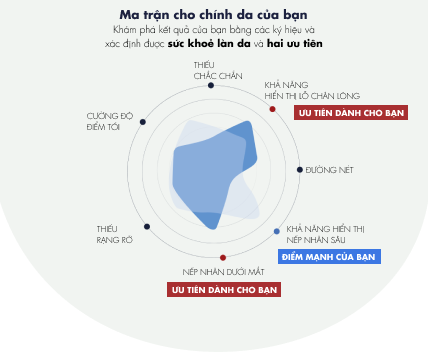 Ma trận cho chính da của bạn
Khám phá kết quả của bạn bằng các ký hiệu và
xác định được sức khoẻ làn da và hai ưu tiên
THIẾU
CHẮC CHẮN
KHẢ NĂNG
HIỂN THỊ LỖ CHÂN LÔNG
ƯU TIÊN DÀNH CHO BẠN
CƯỜNG ĐỘ
ĐIỂM TỐI
ĐƯỜNG NÉT
THIẾU
RẠNG RỠ
KHẢ NĂNG HIỂN THỊ
NẾP NHĂN SÂU
ĐIỂM MẠNH CỦA BẠN
NẾP NHĂN DƯỚI MẮT
ƯU TIÊN DÀNH CHO BẠN